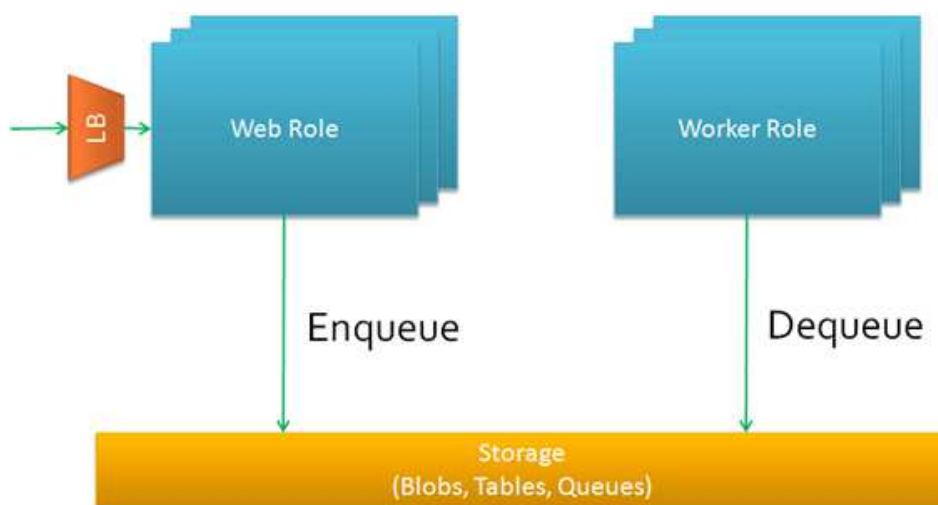 LB
Web Role
Worker Role
Enqueue
Dequeue
Storage
(Blobs, Tables, Queues)